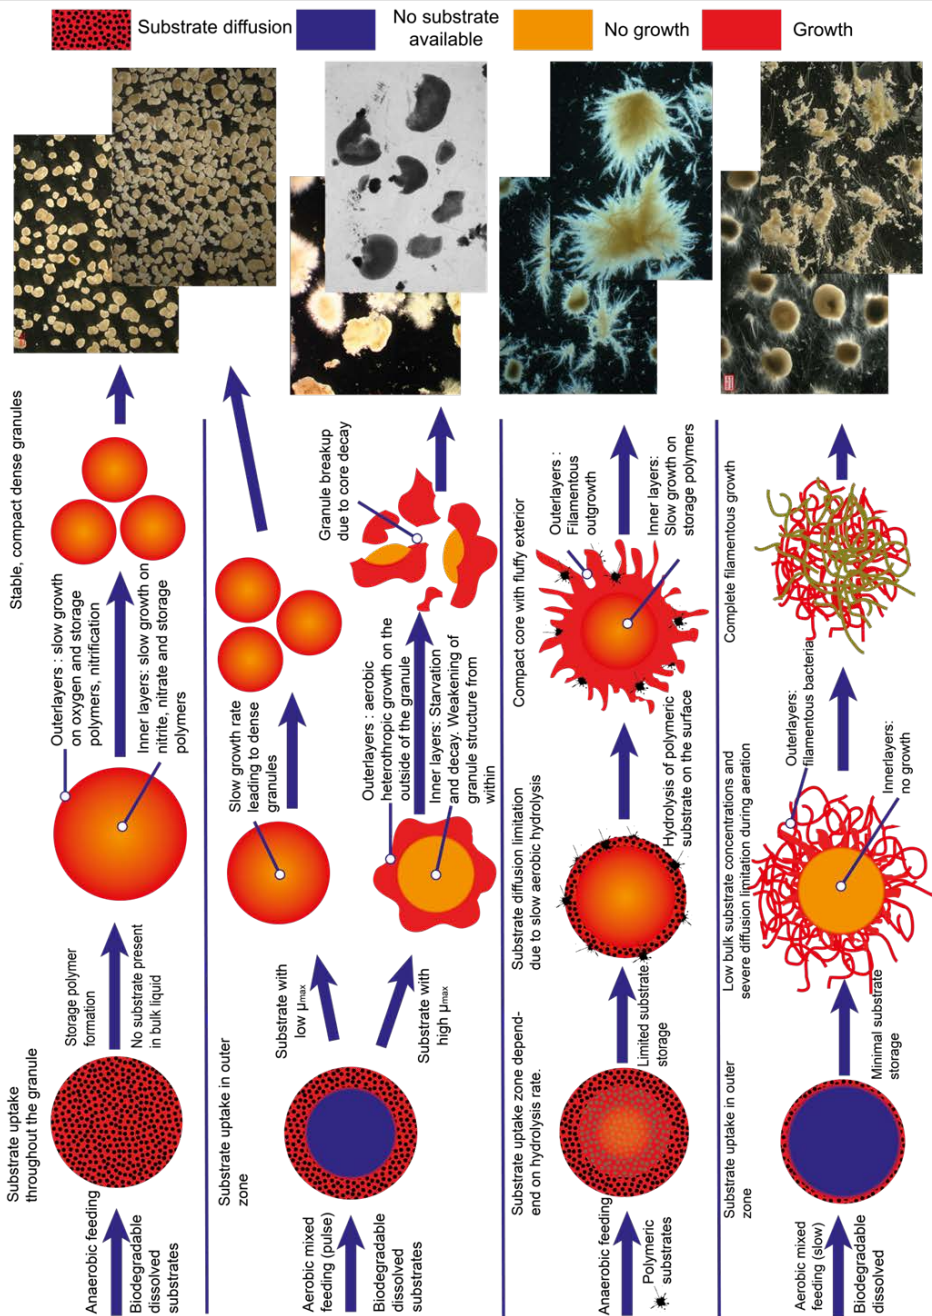 Substrate diffusion
No substrate
available
No growth
Growth
Stable, compact dense granules
Outerlayers : slow growth
on oxygen and storage
polymers, nitrification
Inner layers: slow growth on
nitrite, nitrate and storage
polymers
Storage polymer
formation
No substrate present
in bulk liquid
Substrate uptake
throughout the granule
Anaerobic feeding
Biodegradable
dissolved
substrates
Granule breakup
due to core decay
Slow growth rate
leading to dense
granules
Outerlayers : aerobic
heterothropic growth on the
outside of the granule
Inner layers: Starvation
and decay. Weakening of
granule structure from
within
Substrate with
low µmax
Substrate with
high µmax
Substrate uptake in outer
zone
Aerobic mixed
feeding (pulse)
Biodegradable
dissolved
substrates
Compact core with fluffy exterior
Outerlayers :
Filamentous
outgrowth
Inner layers:
Slow growth on
storage polymers
Substrate diffusion limitation
due to slow aerobic hydrolysis
Hydrolysis of polymeric
substrate on the surface
Substrate uptake zone depend-
end on hydrolysis rate.
Limited substrate
storage
Anaerobic feeding
Polymeric
substrates
Complete filamentous growth
Low bulk substrate concentrations and
severe diffusion limitation during aeration
Outerlayers:
filamentous bacteria
Innerlayers:
no growth
Substrate uptake in outer
zone
Minimal substrate
storage
Aerobic mixed
feeding (slow)
Biodegradable
dissolved